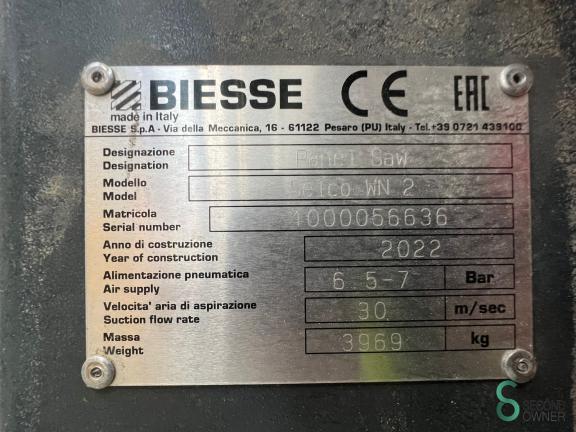 BIESSE CE EAC
made in Italy
BIESSE S.p.A - Via della Meccanica, 16 - 61122 Pesaro (PU) Italy - Tel.+39 0721 439100
Designazione
Designation
Panel Saw
Modello
Model
Selco WN 2
Matricola
Serial number
1000056636
Anno di costruzione
Year of construction
2022
Alimentazione pneumatica
Air supply
6.5-7 Bar
Velocita' aria di aspirazione
Suction flow rate
30 m/sec
Massa
Weight
3969 kg
SECOND
OWNER